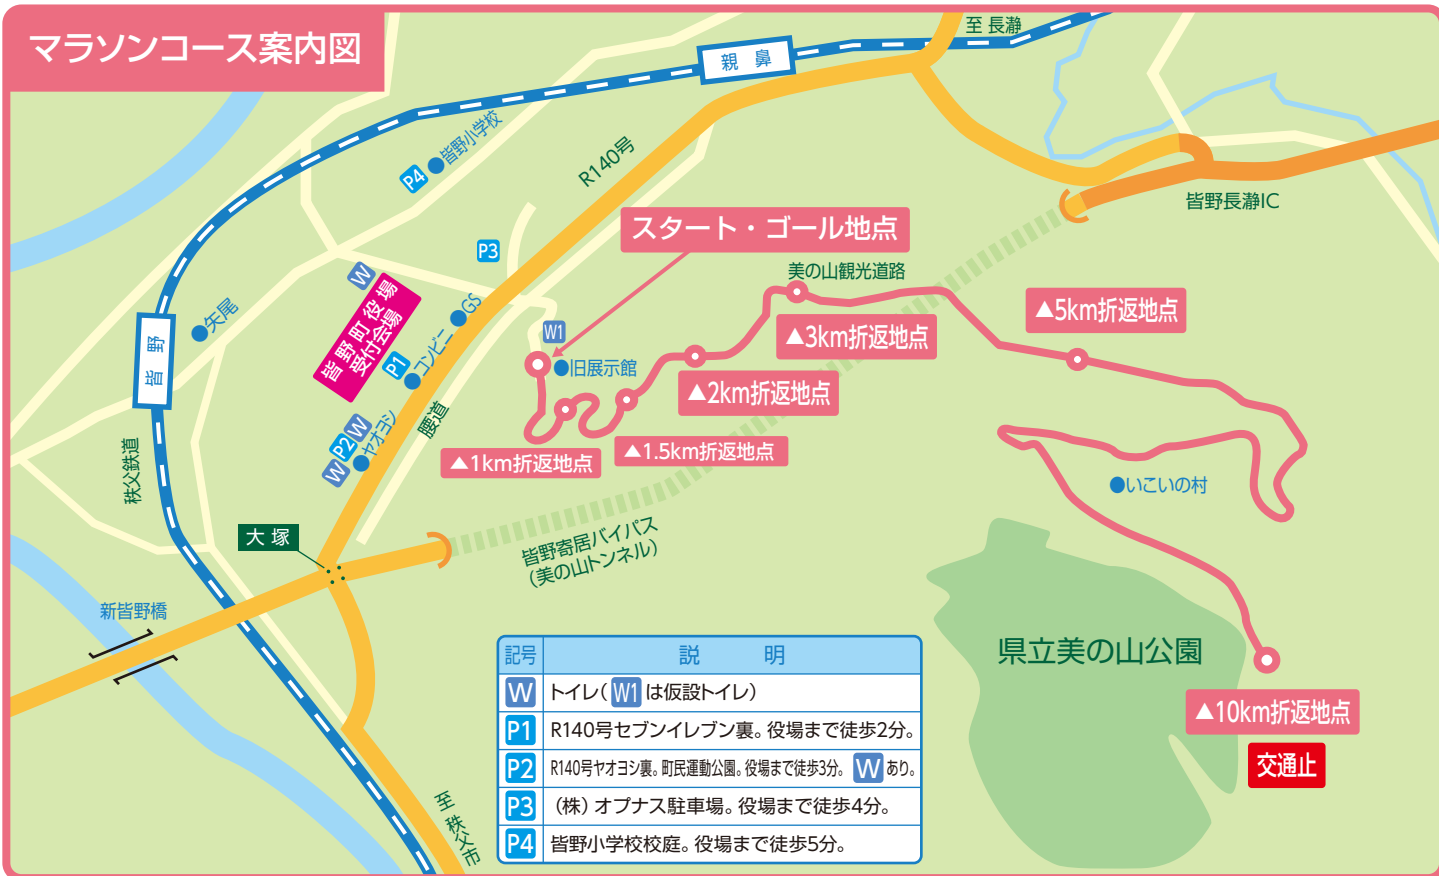 マラソンコース案内図
至 長瀞
親 鼻
皆野小学校
P4
R140号
皆野長瀞IC
スタート・ゴール地点
P3
美の山観光道路
W
皆野町役場
受付会場
GS
コンビニ
P1
矢尾
皆 野
W1
旧展示館
▲5km折返地点
▲3km折返地点
▲2km折返地点
▲1.5km折返地点
▲1km折返地点
腰道
W
P2
W
ヤオヨシ
秩父鉄道
いこいの村
大 塚
皆野寄居バイパス
(美の山トンネル)
新皆野橋
県立美の山公園
▲10km折返地点
交通止
至 秩父市
記号 説 明
W トイレ( W1 は仮設トイレ)
P1 R140号セブンイレブン裏。役場まで徒歩2分。
P2 R140号ヤオヨシ裏。町民運動公園。役場まで徒歩3分。 W あり。
P3 (株) オプナス駐車場。役場まで徒歩4分。
P4 皆野小学校校庭。役場まで徒歩5分。